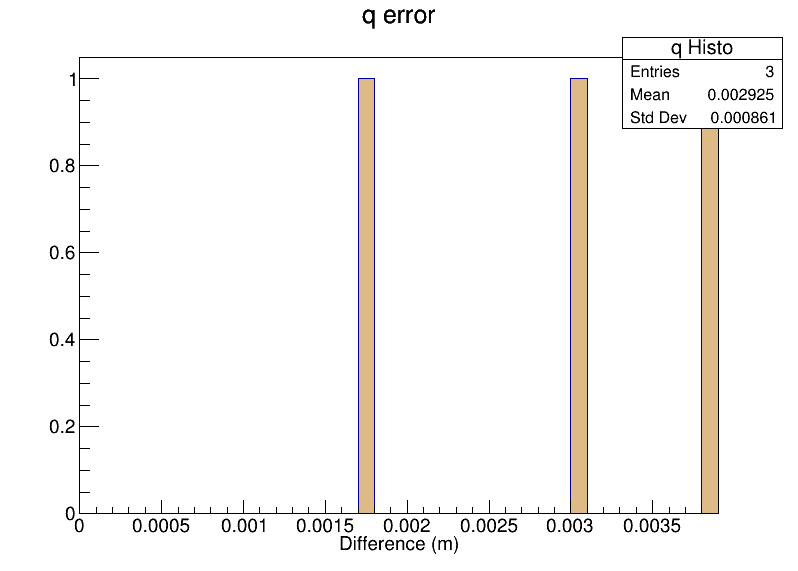 q error
q Histo
Entries 3
Mean 0.002925
Std Dev 0.000861
1
0.8
0.6
0.4
0.2
0
0 0.0005 0.001 0.0015 0.002 0.0025 0.003 0.0035
Difference (m)